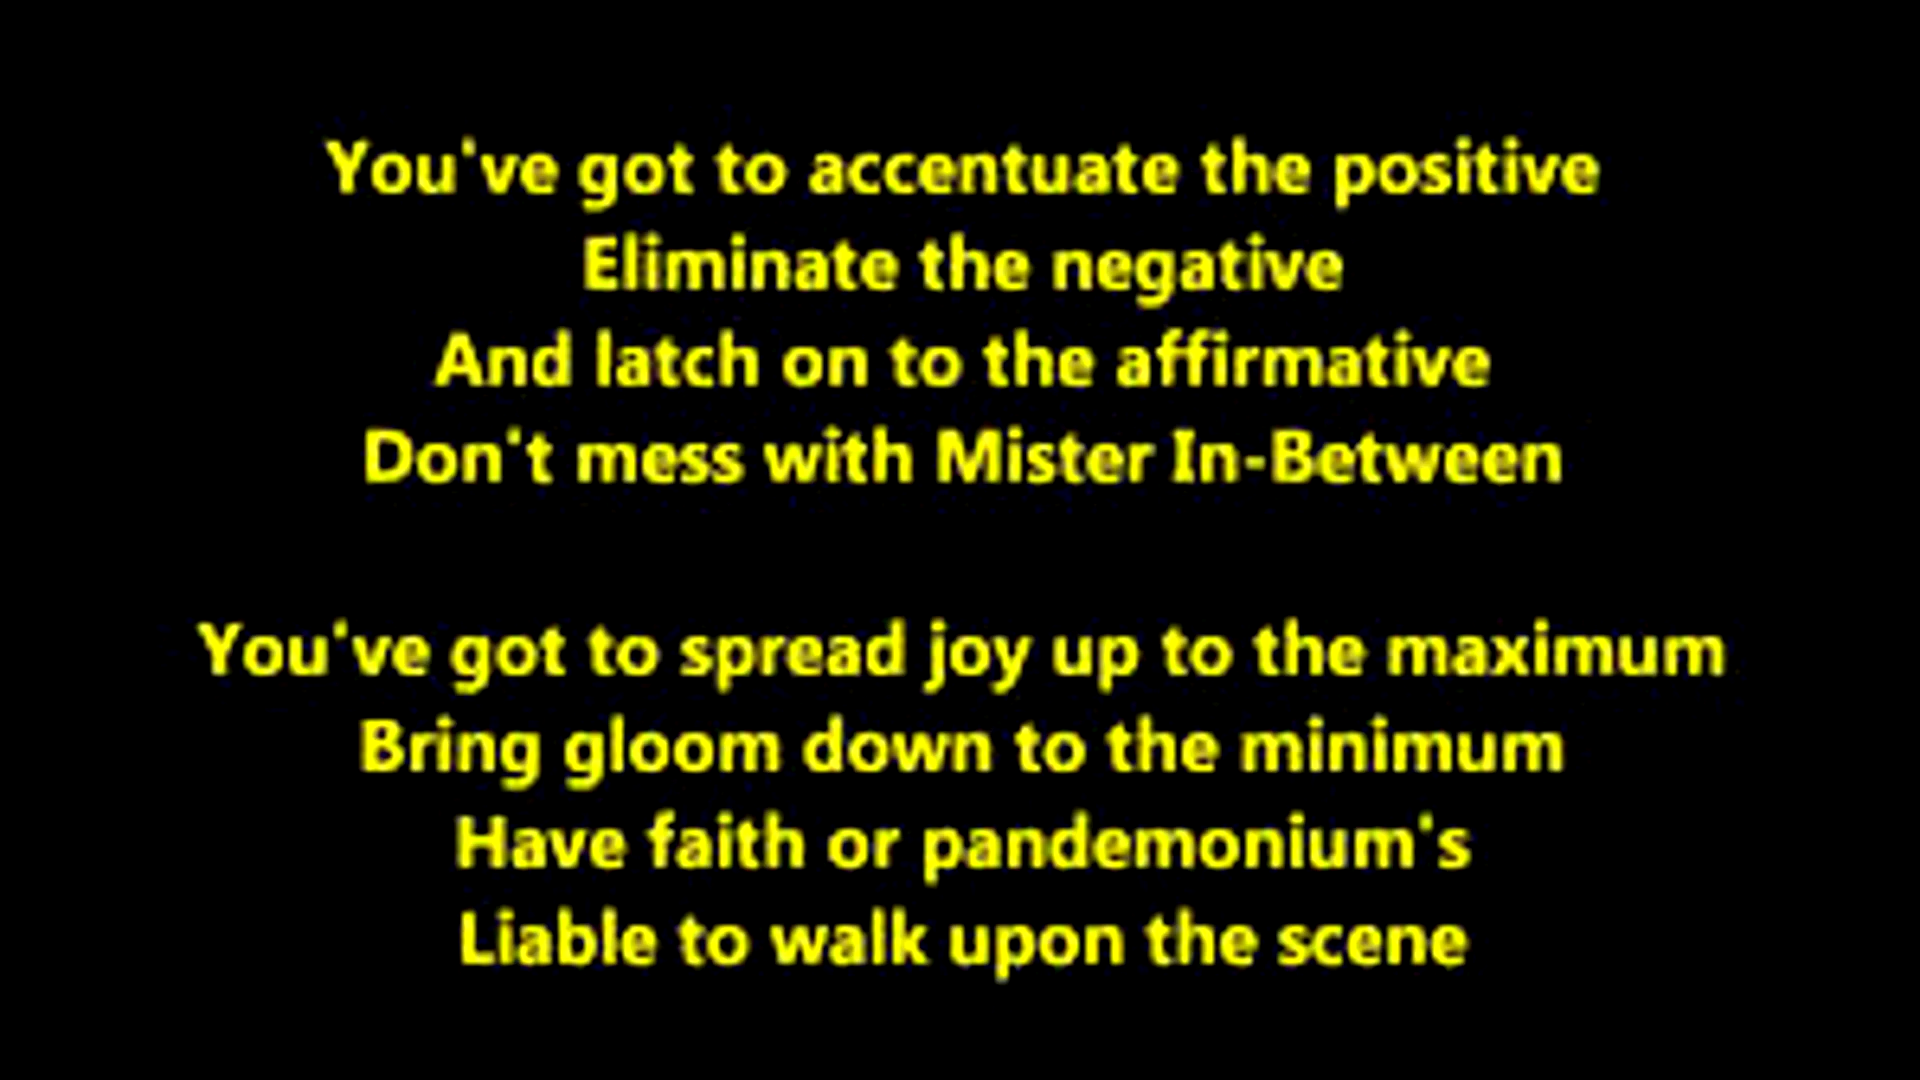 You've got to accentuate the positive
Eliminate the negative
And latch on to the affirmative
Don't mess with Mister In-Between
You've got to spread joy up to the maximum
Bring gloom down to the minimum
Have faith or pandemonium's
Liable to walk upon the scene